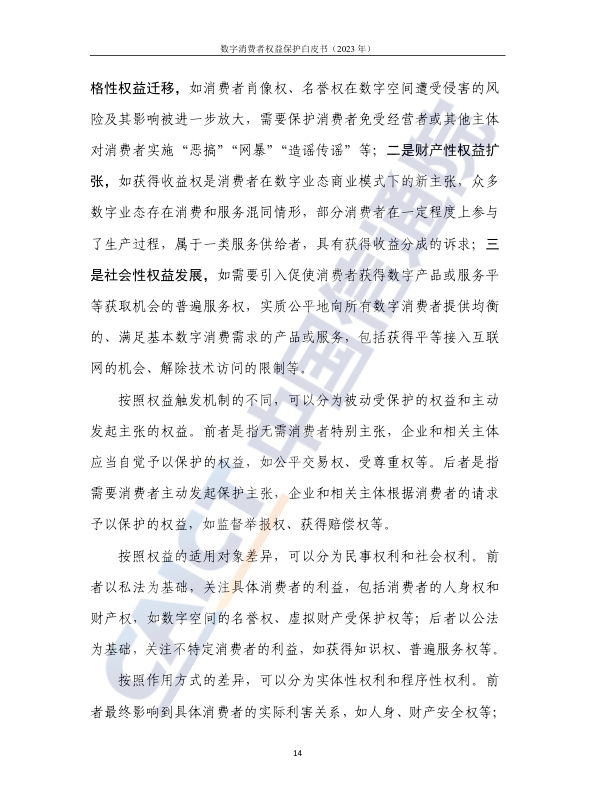 数字消费者权益保护白皮书（2023 年）
格性权益迁移，如消费者肖像权、名誉权在数字空间遭受侵害的风
险及其影响被进一步放大，需要保护消费者免受经营者或其他主体
对消费者实施“恶搞”“网暴”“造谣传谣”等；二是财产性权益扩
张，如获得收益权是消费者在数字业态商业模式下的新主张，众多
数字业态存在消费和服务混同情形，部分消费者在一定程度上参与
了生产过程，属于一类服务供给者，具有获得收益分成的诉求；三
是社会性权益发展，如需要引入促使消费者获得数字产品或服务平
等获取机会的普遍服务权，实质公平地向所有数字消费者提供均衡
的、满足基本数字消费需求的产品或服务，包括获得平等接入互联
网的机会、解除技术访问的限制等。
按照权益触发机制的不同，可以分为被动受保护的权益和主动
发起主张的权益。前者是指无需消费者特别主张，企业和相关主体
应当自觉予以保护的权益，如公平交易权、受尊重权等。后者是指
需要消费者主动发起保护主张，企业和相关主体根据消费者的请求
予以保护的权益，如监督举报权、获得赔偿权等。
按照权益的适用对象差异，可以分为民事权利和社会权利。前
者以私法为基础，关注具体消费者的利益，包括消费者的人身权和
财产权，如数字空间的名誉权、虚拟财产受保护权等；后者以公法
为基础，关注不特定消费者的利益，如获得知识权、普遍服务权等。
按照作用方式的差异，可以分为实体性权利和程序性权利。前
者最终影响到具体消费者的实际利害关系，如人身、财产安全权等；
14
CAICT 中国信通院